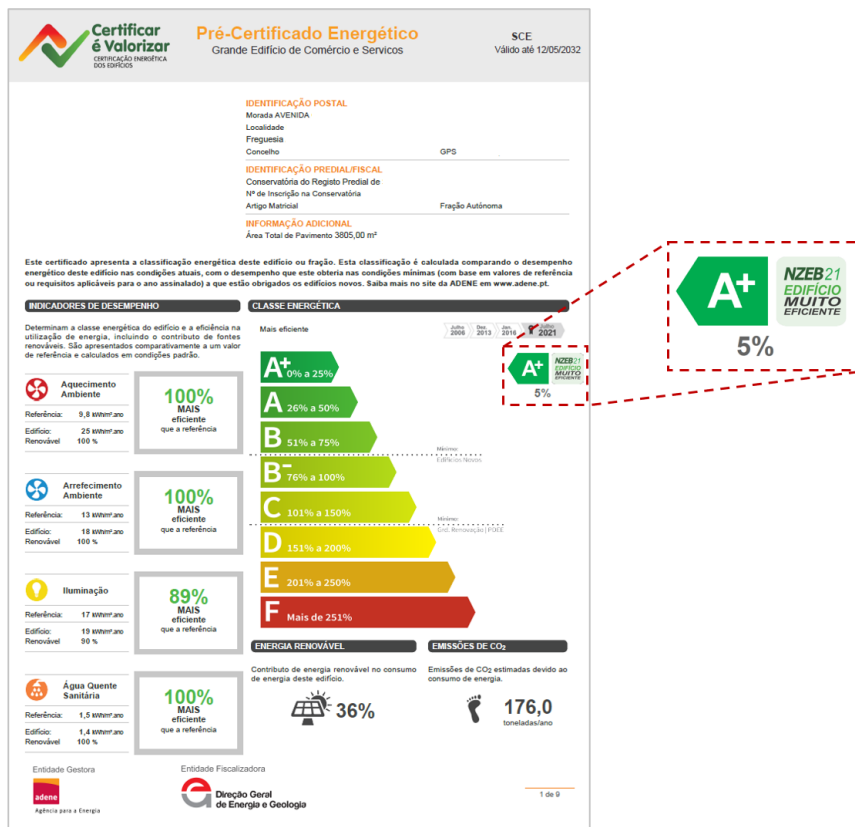 Certificar
é Valorizar
CERTIFICAÇÃO ENERGÉTICA
DOS EDIFÍCIOS
Pré-Certificado Energético
Grande Edifício de Comércio e Servicos
SCE
Válido até 12/05/2032
IDENTIFICAÇÃO POSTAL
Morada AVENIDA
Localidade
Freguesia
Concelho GPS
IDENTIFICAÇÃO PREDIAL/FISCAL
Conservatória do Registo Predial de
Nº de Inscrição na Conservatória
Artigo Matricial Fração Autónoma
INFORMAÇÃO ADICIONAL
Área Total de Pavimento 3805,00 m²
Este certificado apresenta a classificação energética deste edifício ou fração. Esta classificação é calculada comparando o desempenho
energético deste edifício nas condições atuais, com o desempenho que este obteria nas condições mínimas (com base em valores de referência
ou requisitos aplicáveis para o ano assinalado) a que estão obrigados os edifícios novos. Saiba mais no site da ADENE em www.adene.pt.
INDICADORES DE DESEMPENHO
Determinam a classe energética do edifício e a eficiência na
utilização de energia, incluindo o contributo de fontes
renováveis. São apresentados comparativamente a um valor
de referência e calculados em condições padrão.
Aquecimento
Ambiente
Referência: 9,8 kWh/m².ano
Edifício: 25 kWh/m².ano
Renovável 100 %
100%
MAIS
eficiente
que a referência
Arrefecimento
Ambiente
Referência: 13 kWh/m².ano
Edifício: 18 kWh/m².ano
Renovável 100 %
100%
MAIS
eficiente
que a referência
Iluminação
Referência: 17 kWh/m².ano
Edifício: 19 kWh/m².ano
Renovável 90 %
89%
MAIS
eficiente
que a referência
Água Quente
Sanitária
Referência: 1,5 kWh/m².ano
Edifício: 1,4 kWh/m².ano
Renovável 100 %
100%
MAIS
eficiente
que a referência
CLASSE ENERGÉTICA
Mais eficiente
Julho 2006
Dez. 2013
Jan. 2016
Julho 2021
A+ 0% a 25%
A 26% a 50%
B 51% a 75%
Mínimo:
Edifícios Novos
B- 76% a 100%
C 101% a 150%
Mínimo:
Grd. Renovação | PDEE
D 151% a 200%
E 201% a 250%
F Mais de 251%
A+
NZEB21
EDIFÍCIO
MUITO
EFICIENTE
5%
ENERGIA RENOVÁVEL
Contributo de energia renovável no consumo
de energia deste edifício.
36%
EMISSÕES DE CO₂
Emissões de CO₂ estimadas devido ao
consumo de energia.
176,0
toneladas/ano
Entidade Gestora
adene
Agência para a Energia
Entidade Fiscalizadora
Direção Geral
de Energia e Geologia
1 de 9
A+
NZEB21
EDIFÍCIO
MUITO
EFICIENTE
5%